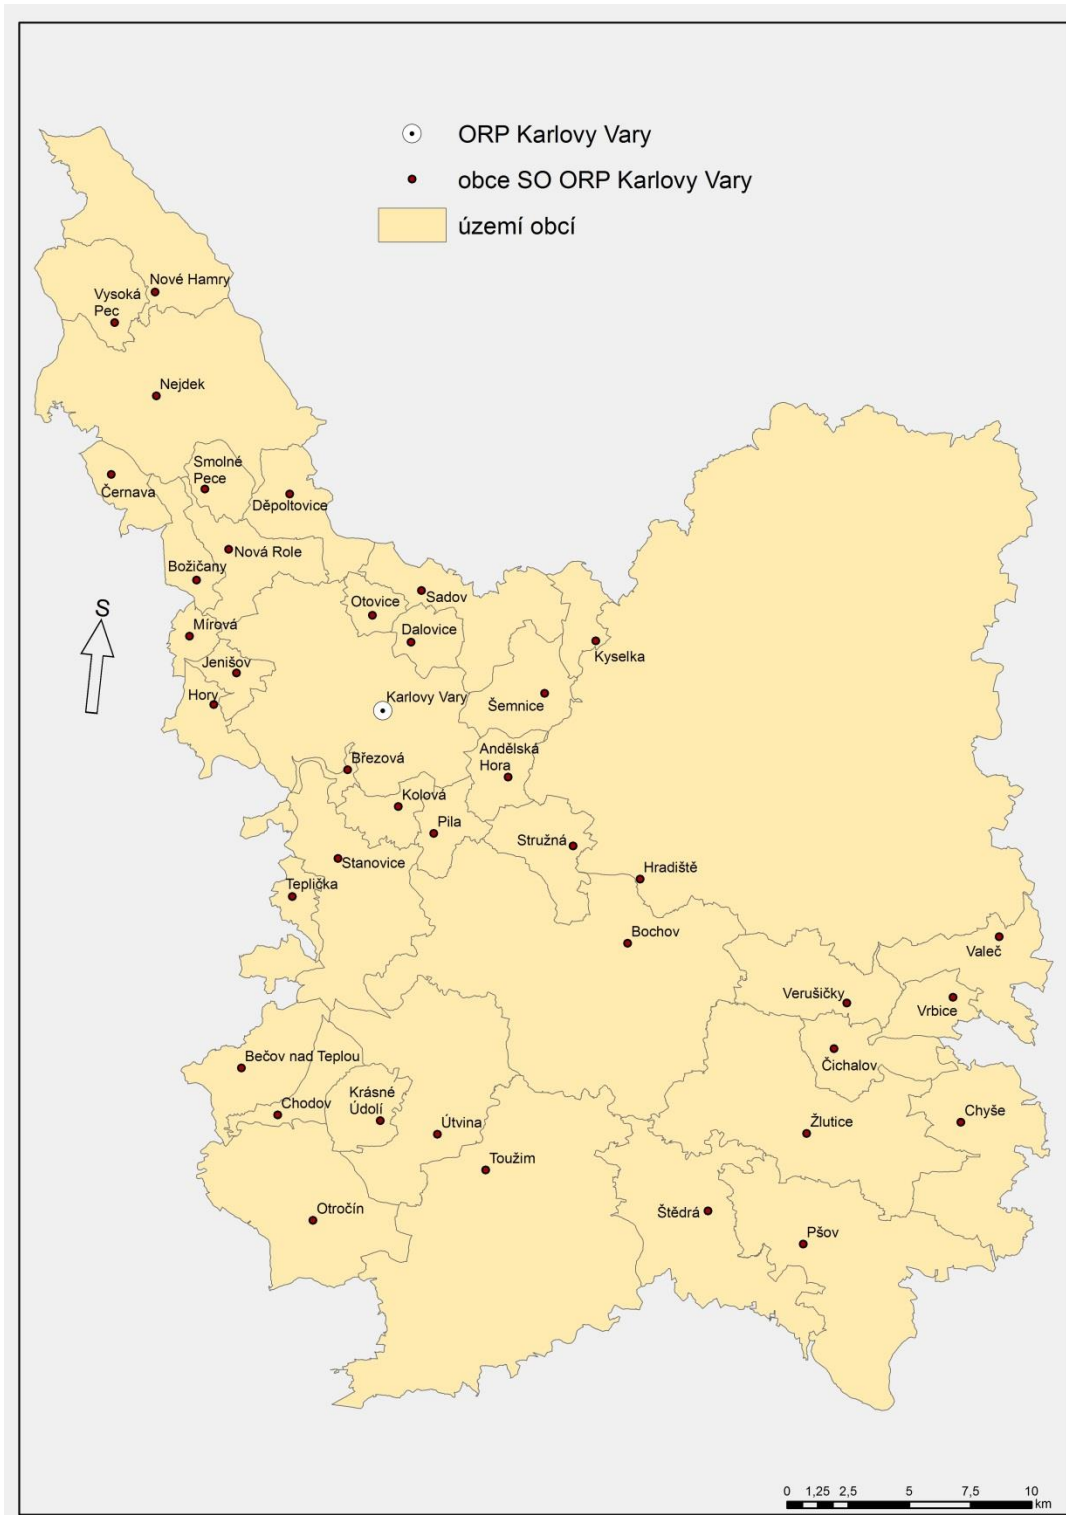 ORP Karlovy Vary
obce SO ORP Karlovy Vary
území obcí
Nové Hamry
Vysoká
Pec
Nejdek
Smolné
Pece
Černava
Děpoltovice
Nová Role
Božičany
Otovice
Sadov
S
Mírová
Dalovice
Kyselka
Jenišov
Hory
Karlovy Vary
Šemnice
Březová
Andělská
Hora
Kolová
Pila
Stružná
Stanovice
Hradiště
Teplička
Bochov
Valeč
Verušičky
Vrbice
Bečov nad Teplou
Čichalov
Krásné
Údolí
Chodov
Útvina
Žlutice
Chyše
Toužim
Otročín
Štědrá
Pšov
0 1,25 2,5 5 7,5 10
km